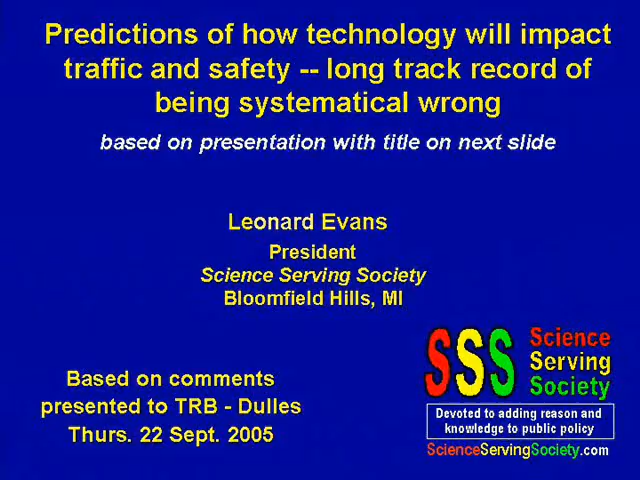 Predictions of how technology will impact
traffic and safety -- long track record of
being systematical wrong
based on presentation with title on next slide
Leonard Evans
President
Science Serving Society
Bloomfield Hills, MI
Based on comments
presented to TRB - Dulles
Thurs. 22 Sept. 2005
SSS
Science
Serving
Society
Devoted to adding reason and
knowledge to public policy
ScienceServingSociety.com